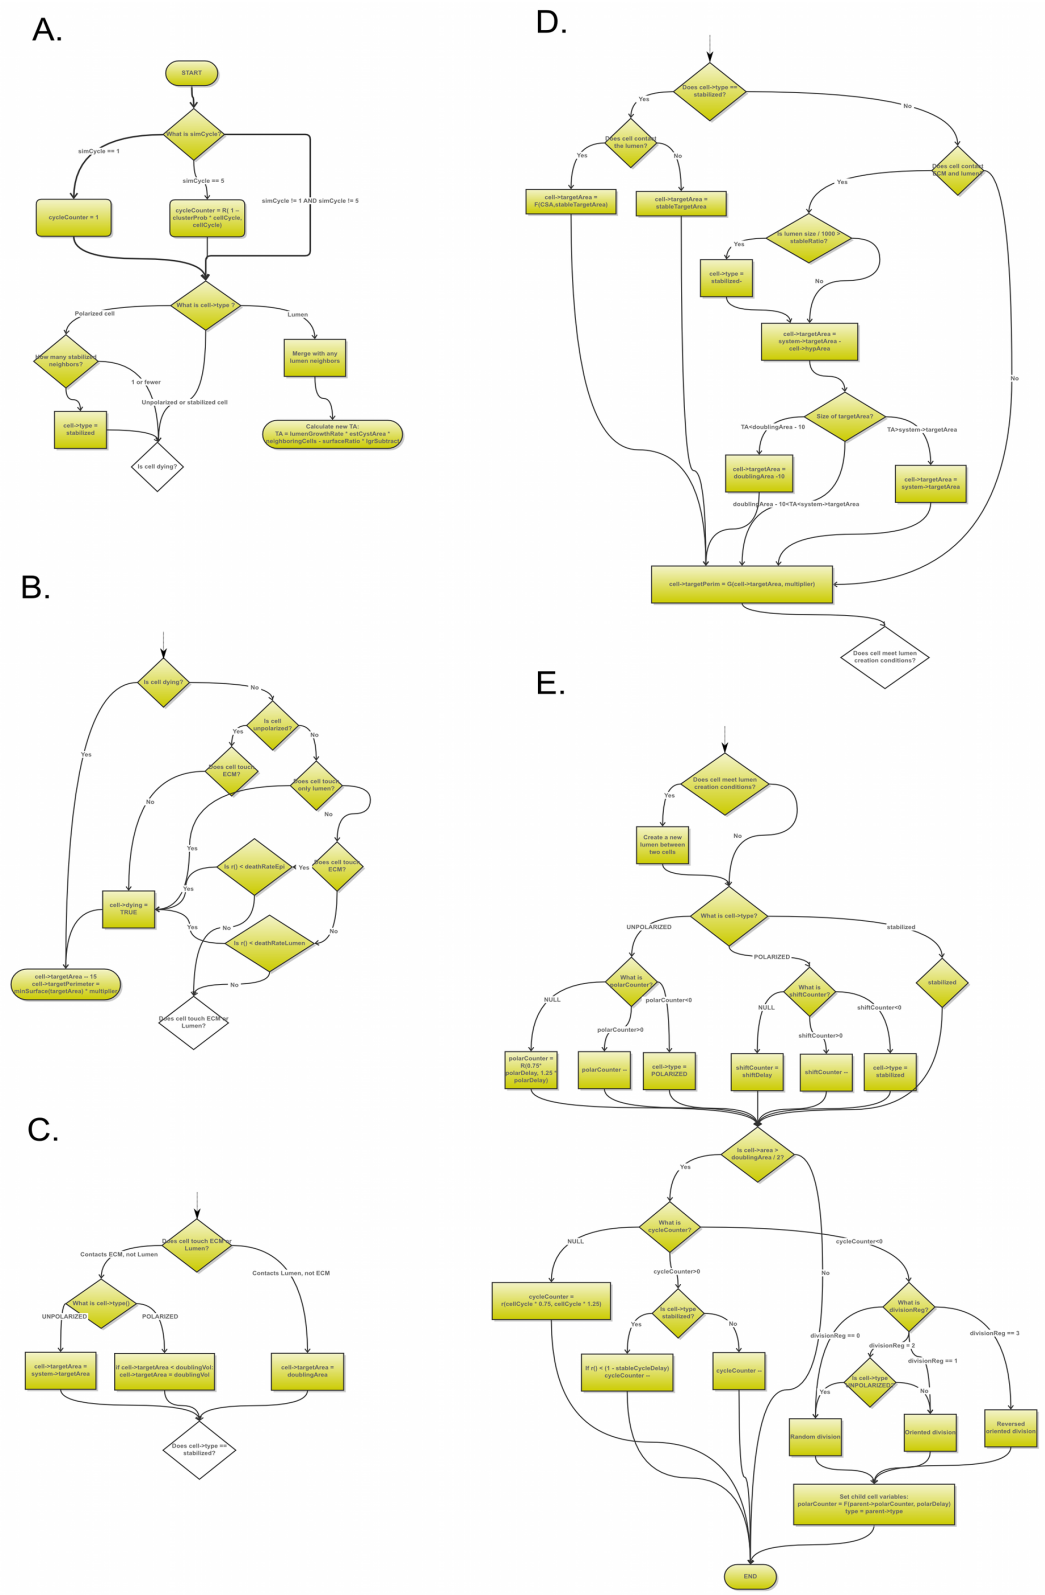 A.
START
What is simCycle?
simCycle == 1
simCycle == 5
simCycle != 1 AND simCycle != 5
cycleCounter = 1
cycleCounter = R( 1 –
clusterProb * cellCycle,
cellCycle)
What is cell->type ?
Polarized cell
Lumen
How many stabilized
neighbors?
1 or fewer
Unpolarized or stabilized cell
Merge with any
lumen neighbors
cell->type =
stabilized
Calculate new TA:
TA = lumenGrowthRate * estCystArea *
neighboringCells - surfaceRatio * lgrSubtract
Is cell dying?
B.
Is cell dying?
No
Yes
Is cell
unpolarized?
Yes
No
Does cell touch
ECM?
Does cell touch
only lumen?
No
No
Yes
Is r() < deathRateEpi
Yes
Does cell touch
ECM?
Yes
cell->dying =
TRUE
Yes
No
Is r() < deathRateLumen
No
No
cell->targetArea -- 15
cell->targetPerimeter =
minSurface(targetArea) * multiplier
Does cell touch ECM or
Lumen?
C.
Does cell touch ECM or
Lumen?
Contacts ECM, not Lumen
Contacts Lumen, not ECM
What is cell->type()
UNPOLARIZED
POLARIZED
cell->targetArea =
system->targetArea
if cell->targetArea < doublingVol:
cell->targetArea = doublingVol
cell->targetArea =
doublingArea
Does cell->type ==
stabilized?
D.
Does cell->type ==
stabilized?
Yes
No
Does cell contact
the lumen?
Yes
No
Does cell contact
ECM and lumen?
Yes
No
cell->targetArea =
F(CSA,stableTargetArea)
cell->targetArea =
stableTargetArea
Is lumen size / 1000 >
stableRatio?
Yes
No
cell->type =
stabilized-
cell->targetArea =
system->targetArea -
cell->hypArea
Size of targetArea?
TA<doublingArea - 10
TA>system->targetArea
cell->targetArea =
doublingArea -10
cell->targetArea =
system->targetArea
doublingArea - 10<TA<system->targetArea
cell->targetPerim = G(cell->targetArea, multiplier)
Does cell meet lumen
creation conditions?
E.
Does cell meet lumen
creation conditions?
Yes
No
Create a new
lumen between
two cells
What is cell->type?
UNPOLARIZED
POLARIZED
stabilized
What is
polarCounter?
What is
shiftCounter?
stabilized
NULL
polarCounter<0
polarCounter>0
NULL
shiftCounter<0
shiftCounter>0
polarCounter =
R(0.75*
polarDelay, 1.25 *
polarDelay)
polarCounter --
cell->type =
POLARIZED
shiftCounter =
shiftDelay
shiftCounter --
cell->type =
stabilized
Is cell->area >
doublingArea / 2?
Yes
No
What is
cycleCounter?
NULL
cycleCounter>0
cycleCounter<0
cycleCounter =
r(cellCycle * 0.75, cellCycle * 1.25)
Is cell->type
stabilized?
Yes
No
What is
divisionReg?
divisionReg == 0
divisionReg = 2
divisionReg == 1
divisionReg == 3
If r() < (1 - stableCycleDelay)
cycleCounter --
cycleCounter --
Is cell->type
UNPOLARIZED?
Yes
No
Random division
Oriented division
Reversed
oriented division
Set child cell variables:
polarCounter = F(parent->polarCounter, polarDelay)
type = parent->type
END